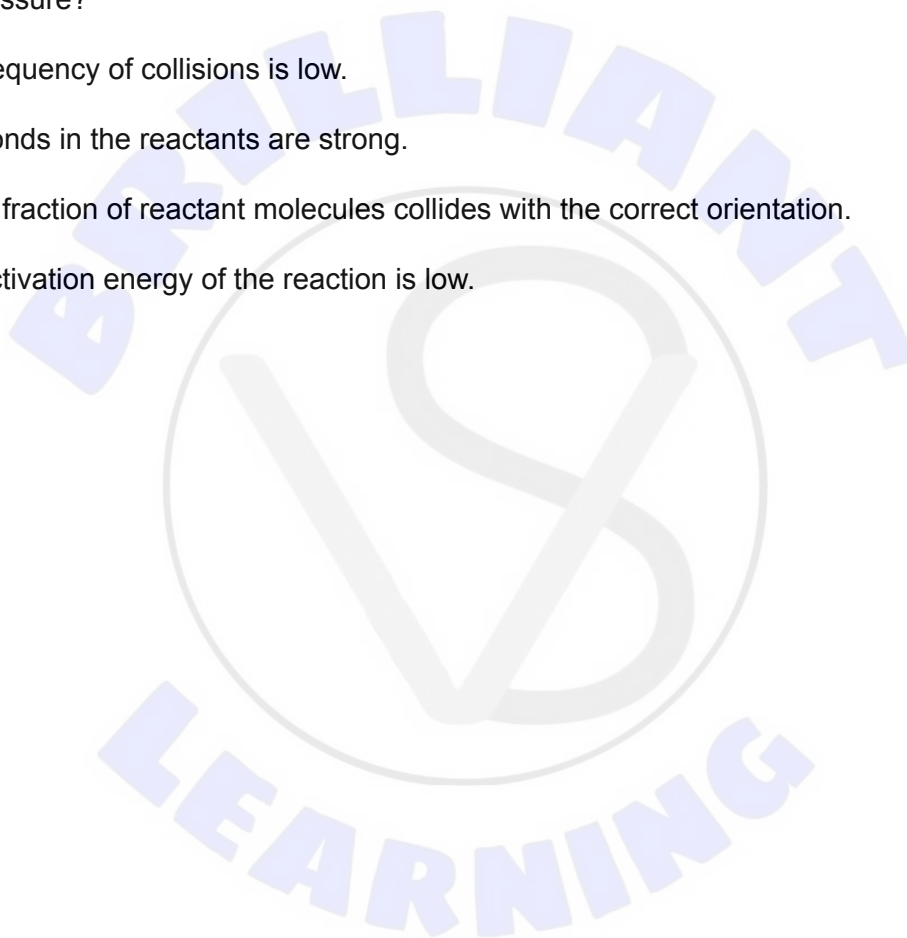 ssure?
equency of collisions is low.
onds in the reactants are strong.
fraction of reactant molecules collides with the correct orientation.
ctivation energy of the reaction is low.
BRILLIANT
VS
LEARNING